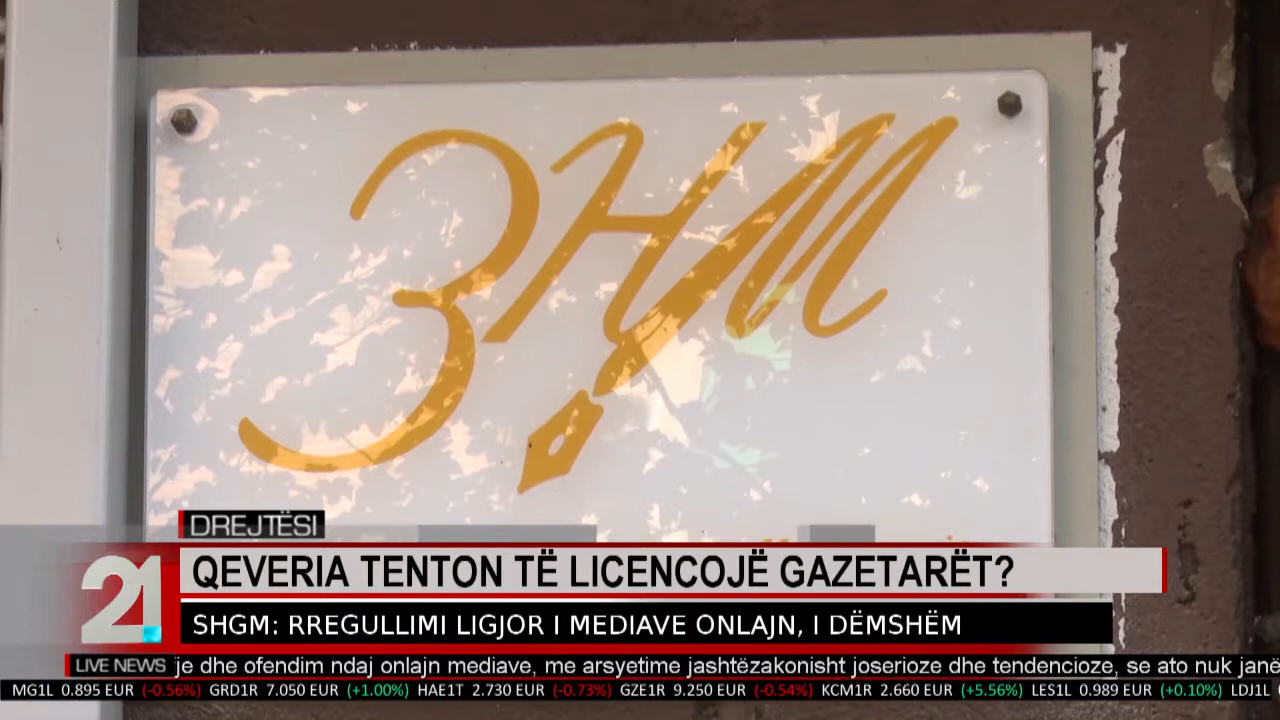 ЗНМ
DREJTËSI
21
QEVERIA TENTON TË LICENCOJË GAZETARËT?
SHGM: RREGULLIMI LIGJOR I MEDIAVE ONLAJN, I DËMSHËM
LIVE NEWS je dhe ofendim ndaj onlajn mediave, me arsyetime jashtëzakonisht joserioze dhe tendencioze, se ato nuk janë
MG1L 0.895 EUR (-0.56%) GRD1R 7.050 EUR (+1.00%) HAE1T 2.730 EUR (-0.73%) GZE1R 9.250 EUR (-0.54%) KCM1R 2.660 EUR (+5.56%) LES1L 0.989 EUR (+0.10%) LDJ1L